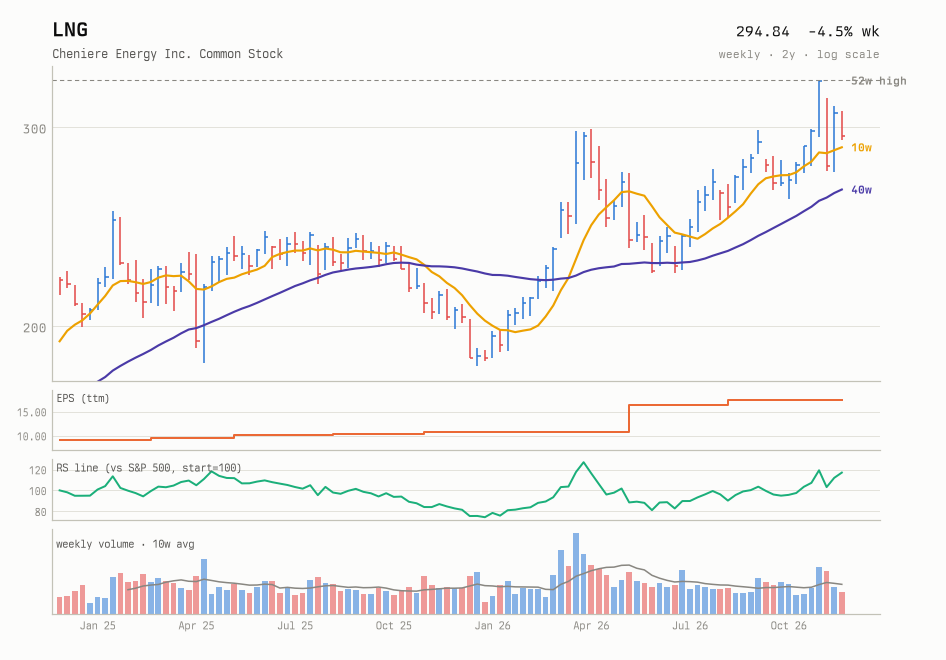 LNG
294.84 -4.5% wk
Cheniere Energy Inc. Common Stock
weekly · 2y · log scale
52w high
300
10w
40w
200
EPS (ttm)
15.00
10.00
RS line (vs S&P 500, start=100)
120
100
80
weekly volume · 10w avg
Jan 25 Apr 25 Jul 25 Oct 25 Jan 26 Apr 26 Jul 26 Oct 26